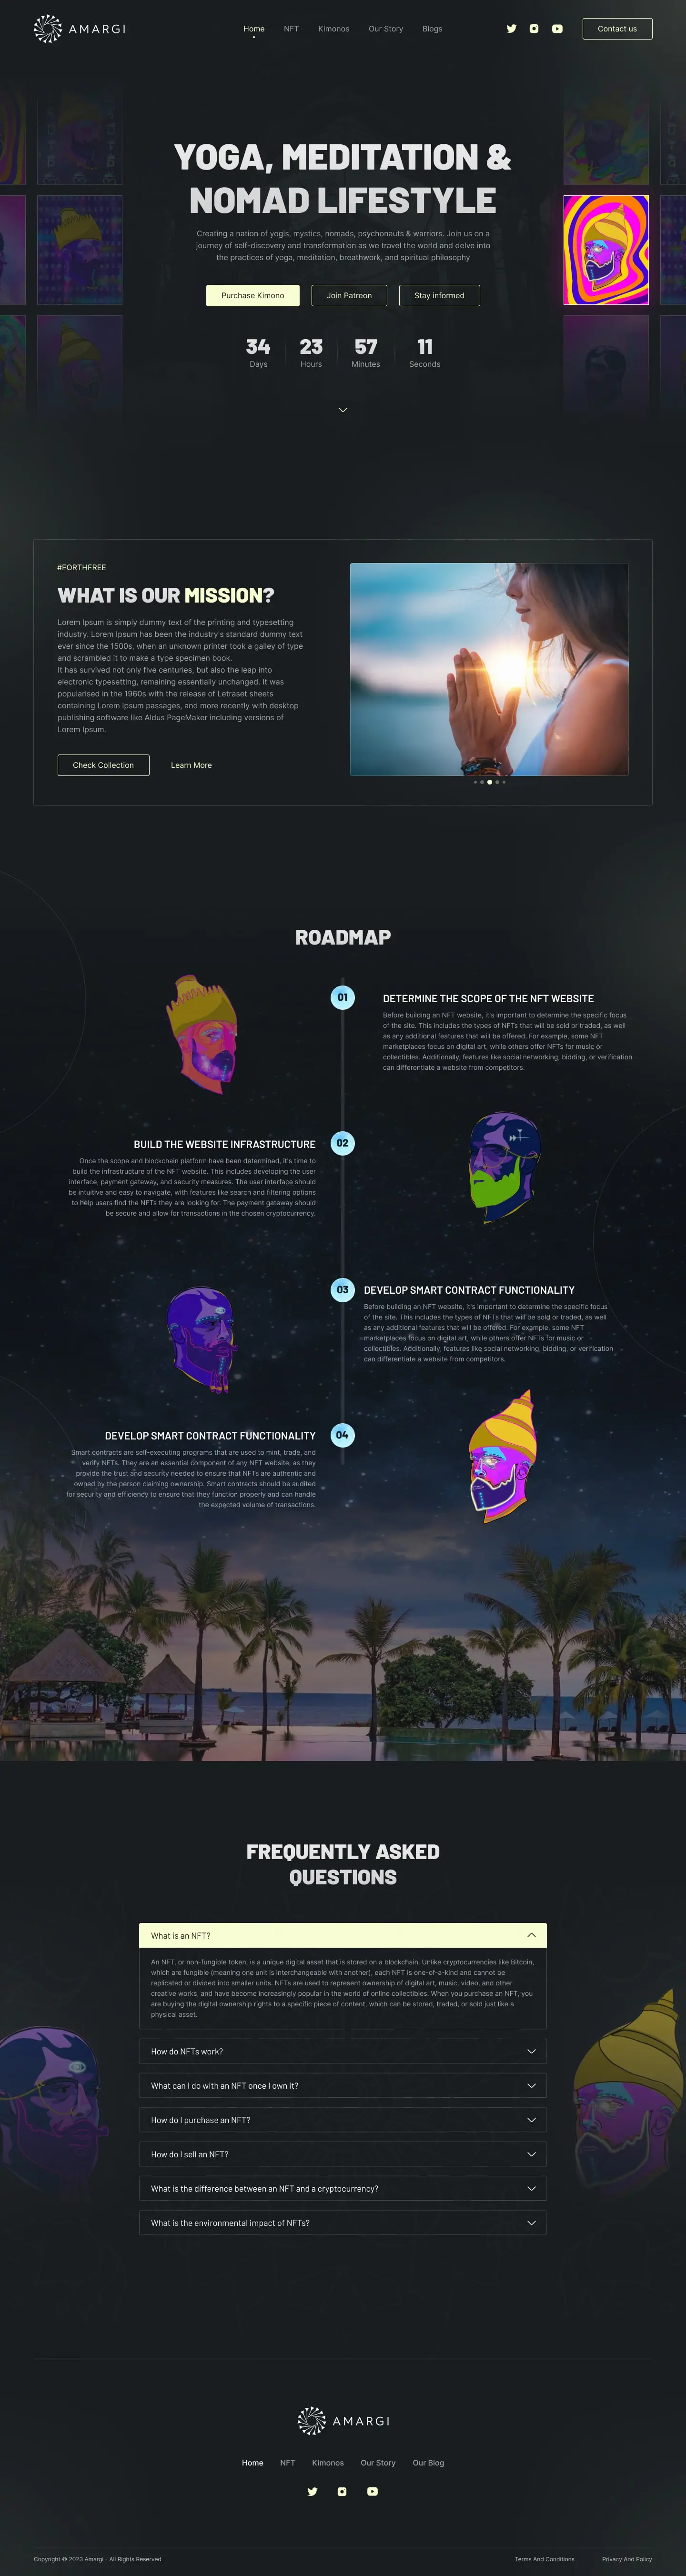 AMARGI
Home NFT Kimonos Our Story Blogs
Contact us
YOGA, MEDITATION &
NOMAD LIFESTYLE
Creating a nation of yogis, mystics, nomads, psychonauts & warriors. Join us on a
journey of self-discovery and transformation as we travel the world and delve into
the practices of yoga, meditation, breathwork, and spiritual philosophy
Purchase Kimono Join Patreon Stay informed
34 23 57 11
Days Hours Minutes Seconds
#FORTHFREE
WHAT IS OUR MISSION?
Lorem Ipsum is simply dummy text of the printing and typesetting
industry. Lorem Ipsum has been the industry's standard dummy text
ever since the 1500s, when an unknown printer took a galley of type
and scrambled it to make a type specimen book.
It has survived not only five centuries, but also the leap into
electronic typesetting, remaining essentially unchanged. It was
popularised in the 1960s with the release of Letraset sheets
containing Lorem Ipsum passages, and more recently with desktop
publishing software like Aldus PageMaker including versions of
Lorem Ipsum.
Check Collection Learn More
ROADMAP
01
DETERMINE THE SCOPE OF THE NFT WEBSITE
Before building an NFT website, it's important to determine the specific focus
of the site. This includes the types of NFTs that will be sold or traded, as well
as any additional features that will be offered. For example, some NFT
marketplaces focus on digital art, while others offer NFTs for music or
collectibles. Additionally, features like social networking, bidding, or verification
can differentiate a website from competitors.
02
BUILD THE WEBSITE INFRASTRUCTURE
Once the scope and blockchain platform have been determined, it's time to
build the infrastructure of the NFT website. This includes developing the user
interface, payment gateway, and security measures. The user interface should
be intuitive and easy to navigate, with features like search and filtering options
to help users find the NFTs they are looking for. The payment gateway should
be secure and allow for transactions in the chosen cryptocurrency.
03
DEVELOP SMART CONTRACT FUNCTIONALITY
Before building an NFT website, it's important to determine the specific focus
of the site. This includes the types of NFTs that will be sold or traded, as well
as any additional features that will be offered. For example, some NFT
marketplaces focus on digital art, while others offer NFTs for music or
collectibles. Additionally, features like social networking, bidding, or verification
can differentiate a website from competitors.
04
DEVELOP SMART CONTRACT FUNCTIONALITY
Smart contracts are self-executing programs that are used to mint, trade, and
verify NFTs. They are an essential component of any NFT website, as they
provide the trust and security needed to ensure that NFTs are authentic and
owned by the person claiming ownership. Smart contracts should be audited
for security and efficiency to ensure that they function properly and can handle
the expected volume of transactions.
FREQUENTLY ASKED
QUESTIONS
What is an NFT?
An NFT, or non-fungible token, is a unique digital asset that is stored on a blockchain. Unlike cryptocurrencies like Bitcoin,
which are fungible (meaning one unit is interchangeable with another), each NFT is one-of-a-kind and cannot be
replicated or divided into smaller units. NFTs are used to represent ownership of digital art, music, video, and other
creative works, and have become increasingly popular in the world of online collectibles. When you purchase an NFT, you
are buying the digital ownership rights to a specific piece of content, which can be stored, traded, or sold just like a
physical asset.
How do NFTs work?
What can I do with an NFT once I own it?
How do I purchase an NFT?
How do I sell an NFT?
What is the difference between an NFT and a cryptocurrency?
What is the environmental impact of NFTs?
AMARGI
Home NFT Kimonos Our Story Our Blog
Copyright © 2023 Amargi - All Rights Reserved
Terms And Conditions Privacy And Policy